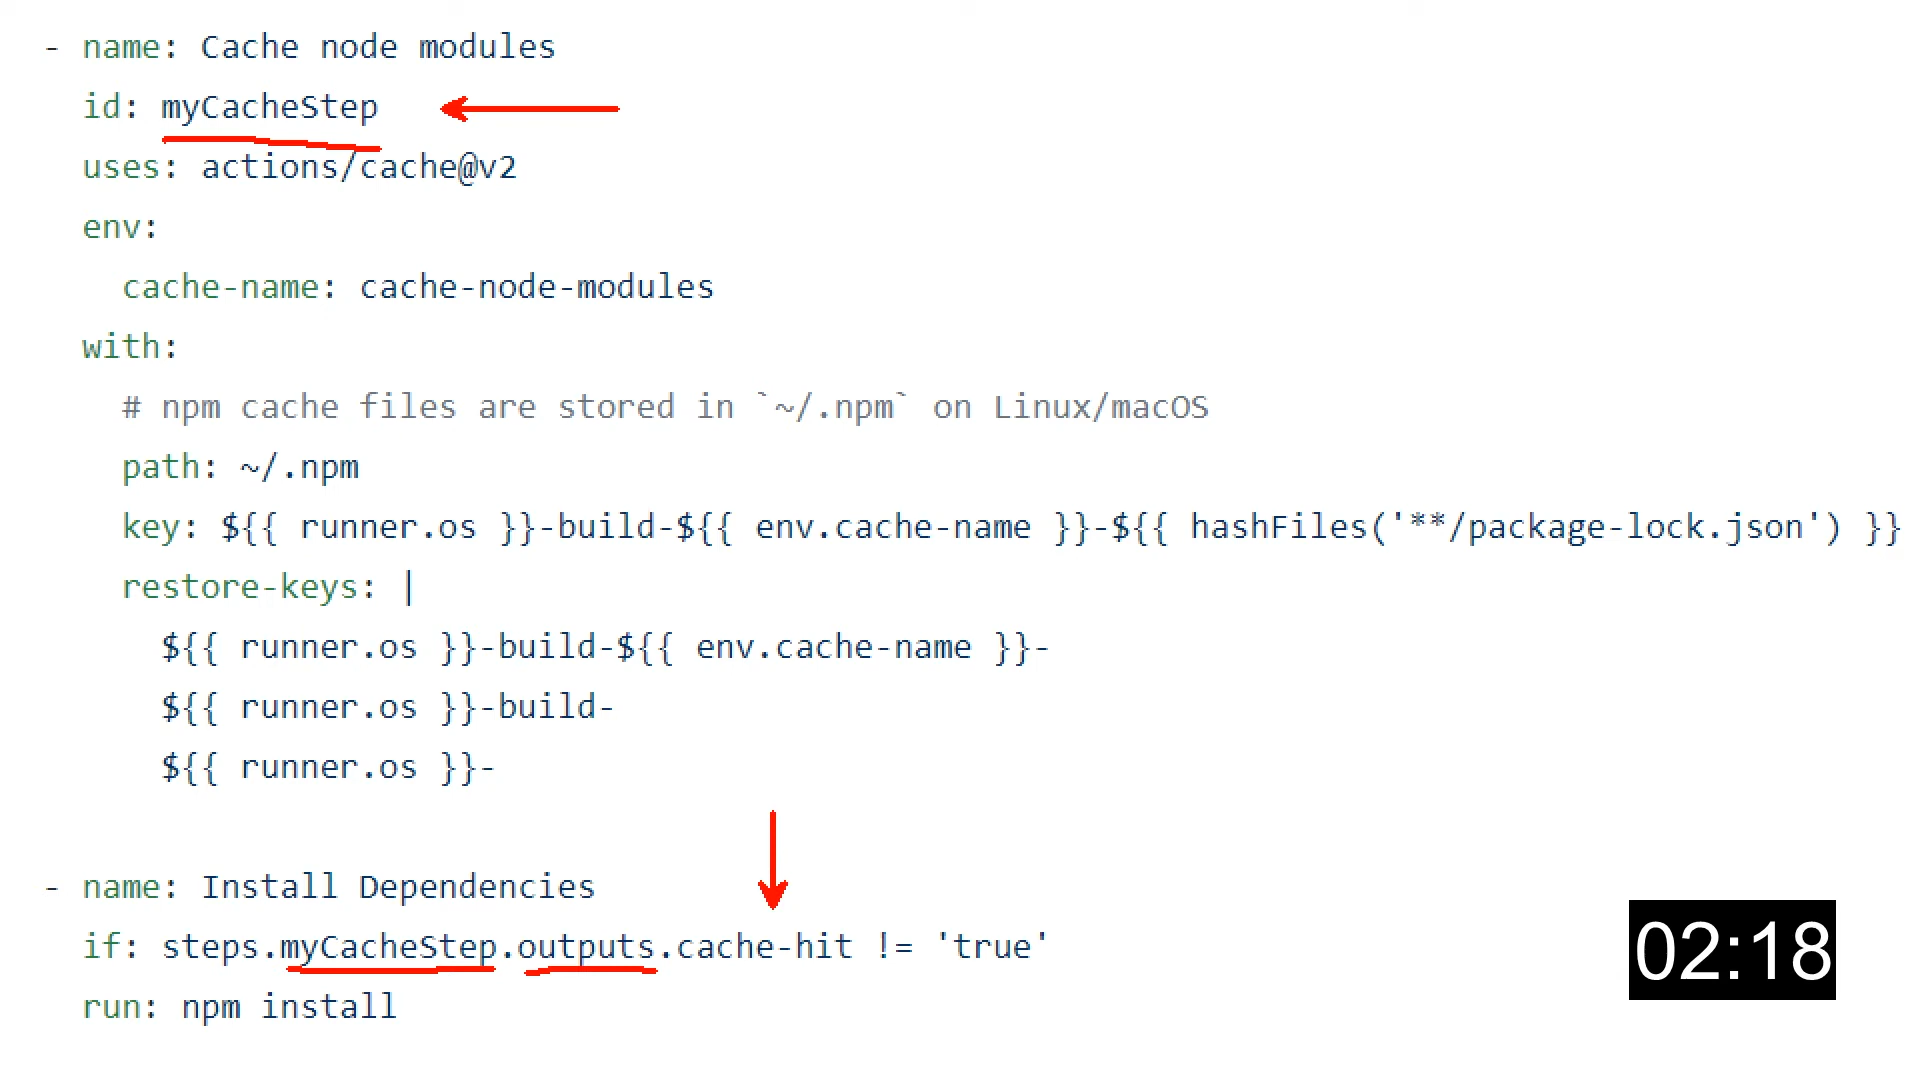 - name: Cache node modules
id: myCacheStep
uses: actions/cache@v2
env:
cache-name: cache-node-modules
with:
# npm cache files are stored in `~/.npm` on Linux/macOS
path: ~/.npm
key: ${{ runner.os }}-build-${{ env.cache-name }}-${{ hashFiles('**/package-lock.json') }}
restore-keys: |
${{ runner.os }}-build-${{ env.cache-name }}-
${{ runner.os }}-build-
${{ runner.os }}-
- name: Install Dependencies
if: steps.myCacheStep.outputs.cache-hit != 'true'
run: npm install
02:18